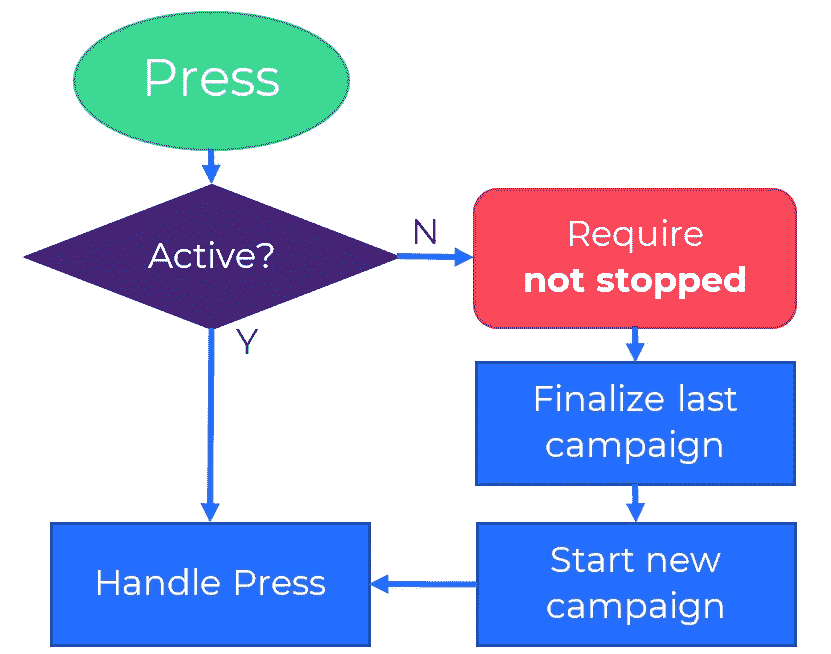 Press
Active?
N
Require
not stopped
Y
Finalize last
campaign
Start new
campaign
Handle Press